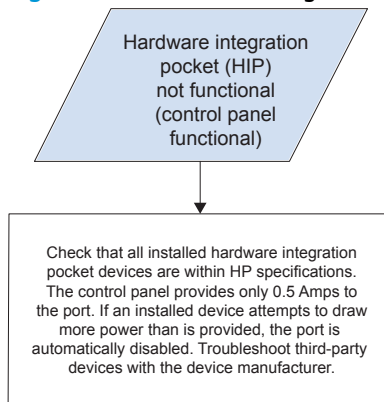 Hardware integration
pocket (HIP)
not functional
(control panel
functional)
Check that all installed hardware integration
pocket devices are within HP specifications.
The control panel provides only 0.5 Amps to
the port. If an installed device attempts to draw
more power than is provided, the port is
automatically disabled. Troubleshoot third-party
devices with the device manufacturer.